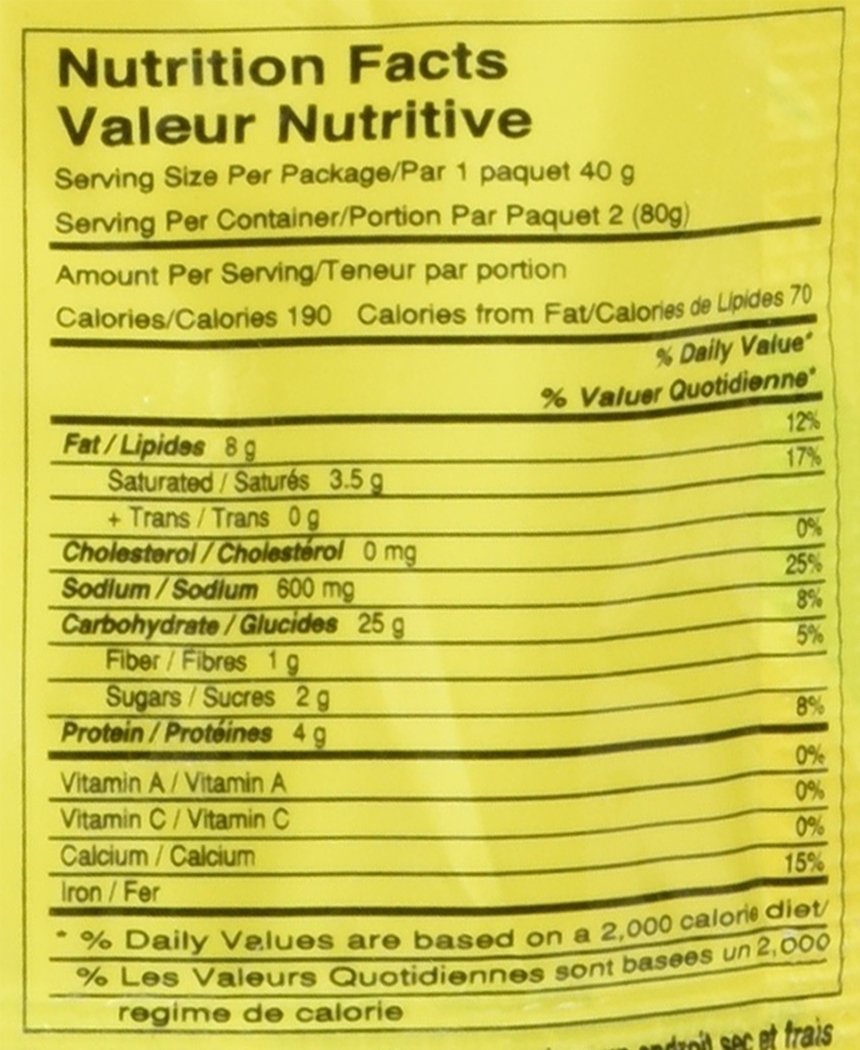 Nutrition Facts
Valeur Nutritive
Serving Size Per Package/Par 1 paquet 40 g
Serving Per Container/Portion Par Paquet 2 (80g)
Amount Per Serving/Teneur par portion
Calories/Calories 190 Calories from Fat/Calories de Lipides 70
% Daily Value*
% Valuer Quotidienne*
Fat / Lipides 8 g 12%
Saturated / Saturés 3.5 g 17%
+ Trans / Trans 0 g
Cholesterol / Cholestérol 0 mg 0%
Sodium / Sodium 600 mg 25%
Carbohydrate / Glucides 25 g 8%
Fiber / Fibres 1 g 5%
Sugars / Sucres 2 g
Protein / Protéines 4 g 8%
Vitamin A / Vitamin A 0%
Vitamin C / Vitamin C 0%
Calcium / Calcium 0%
Iron / Fer 15%
* % Daily Values are based on a 2,000 calorie diet/
% Les Valeurs Quotidiennes sont basees un 2,000
regime de calorie
endroit sec et frais